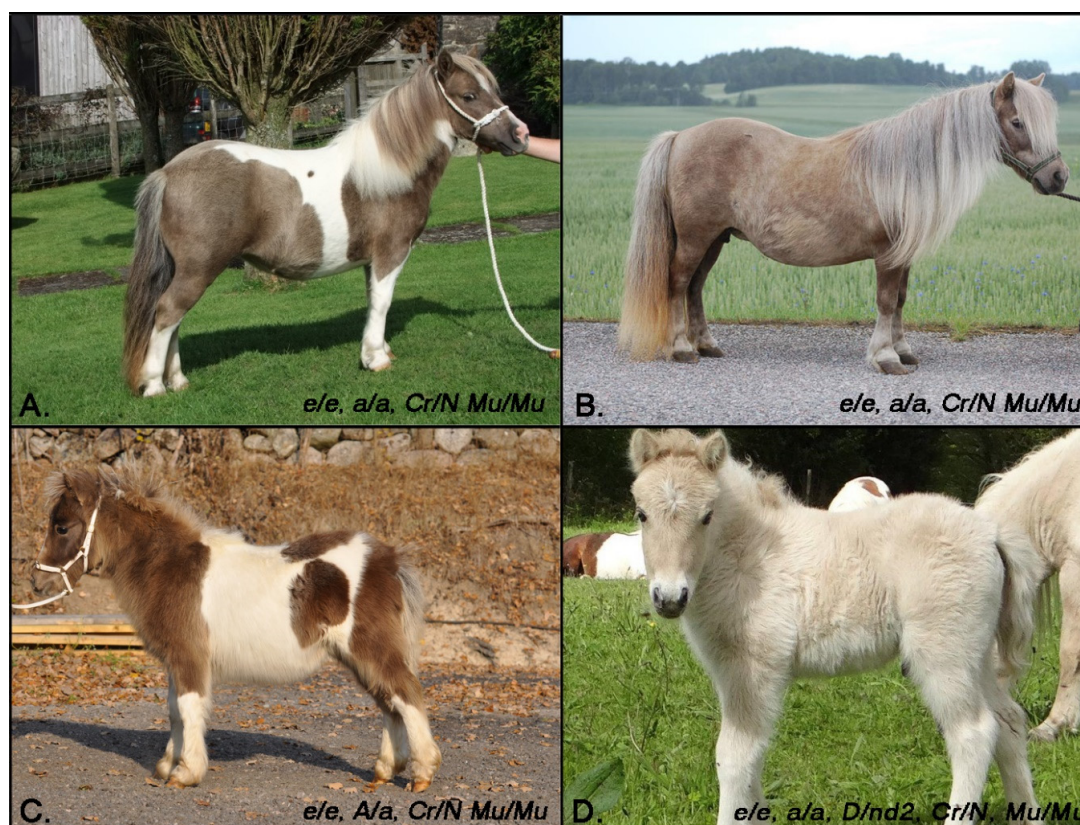 A.
e/e, a/a, Cr/N Mu/Mu
B.
e/e, a/a, Cr/N Mu/Mu
C.
e/e, A/a, Cr/N Mu/Mu
D.
e/e, a/a, D/nd2, Cr/N, Mu/Mu